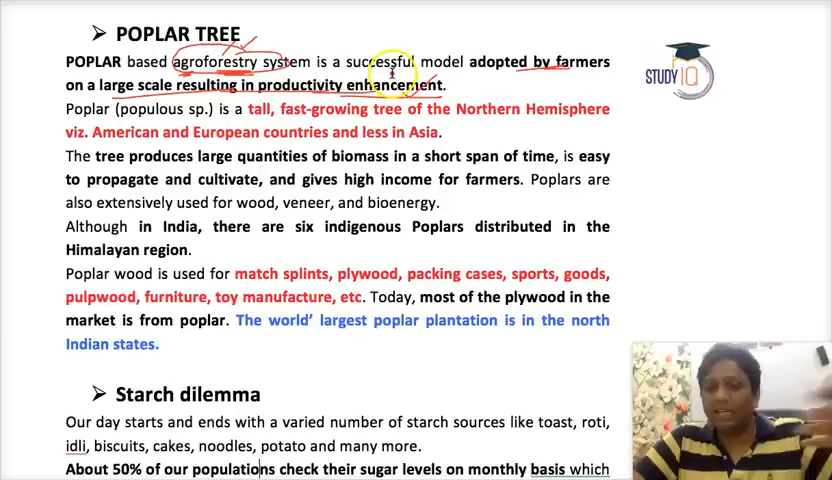 POPLAR TREE
STUDY IQ
POPLAR based agroforestry system is a successful model adopted by farmers
on a large scale resulting in productivity enhancement.
Poplar (populous sp.) is a tall, fast-growing tree of the Northern Hemisphere
viz. American and European countries and less in Asia.
The tree produces large quantities of biomass in a short span of time, is easy
to propagate and cultivate, and gives high income for farmers. Poplars are
also extensively used for wood, veneer, and bioenergy.
Although in India, there are six indigenous Poplars distributed in the
Himalayan region.
Poplar wood is used for match splints, plywood, packing cases, sports, goods,
pulpwood, furniture, toy manufacture, etc. Today, most of the plywood in the
market is from poplar. The world’s largest poplar plantation is in the north
Indian states.
Starch dilemma
Our day starts and ends with a varied number of starch sources like toast, roti,
idli, biscuits, cakes, noodles, potato and many more.
About 50% of our populations check their sugar levels on monthly basis which